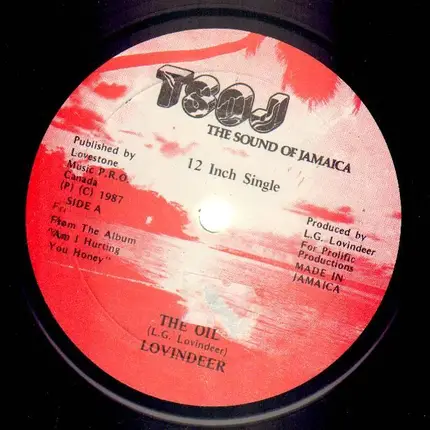 TSOJ
THE SOUND OF JAMAICA
12 Inch Single
Published by
Lovestone
Music P.R.O.
Canada
(P) (C) 1987
SIDE A
From The Album
"Am I Hurting
You Honey"
Produced by
L.G. Lovindeer
For Prolific
Productions
MADE IN
JAMAICA
THE OIL
(L.G. Lovindeer)
LOVINDEER